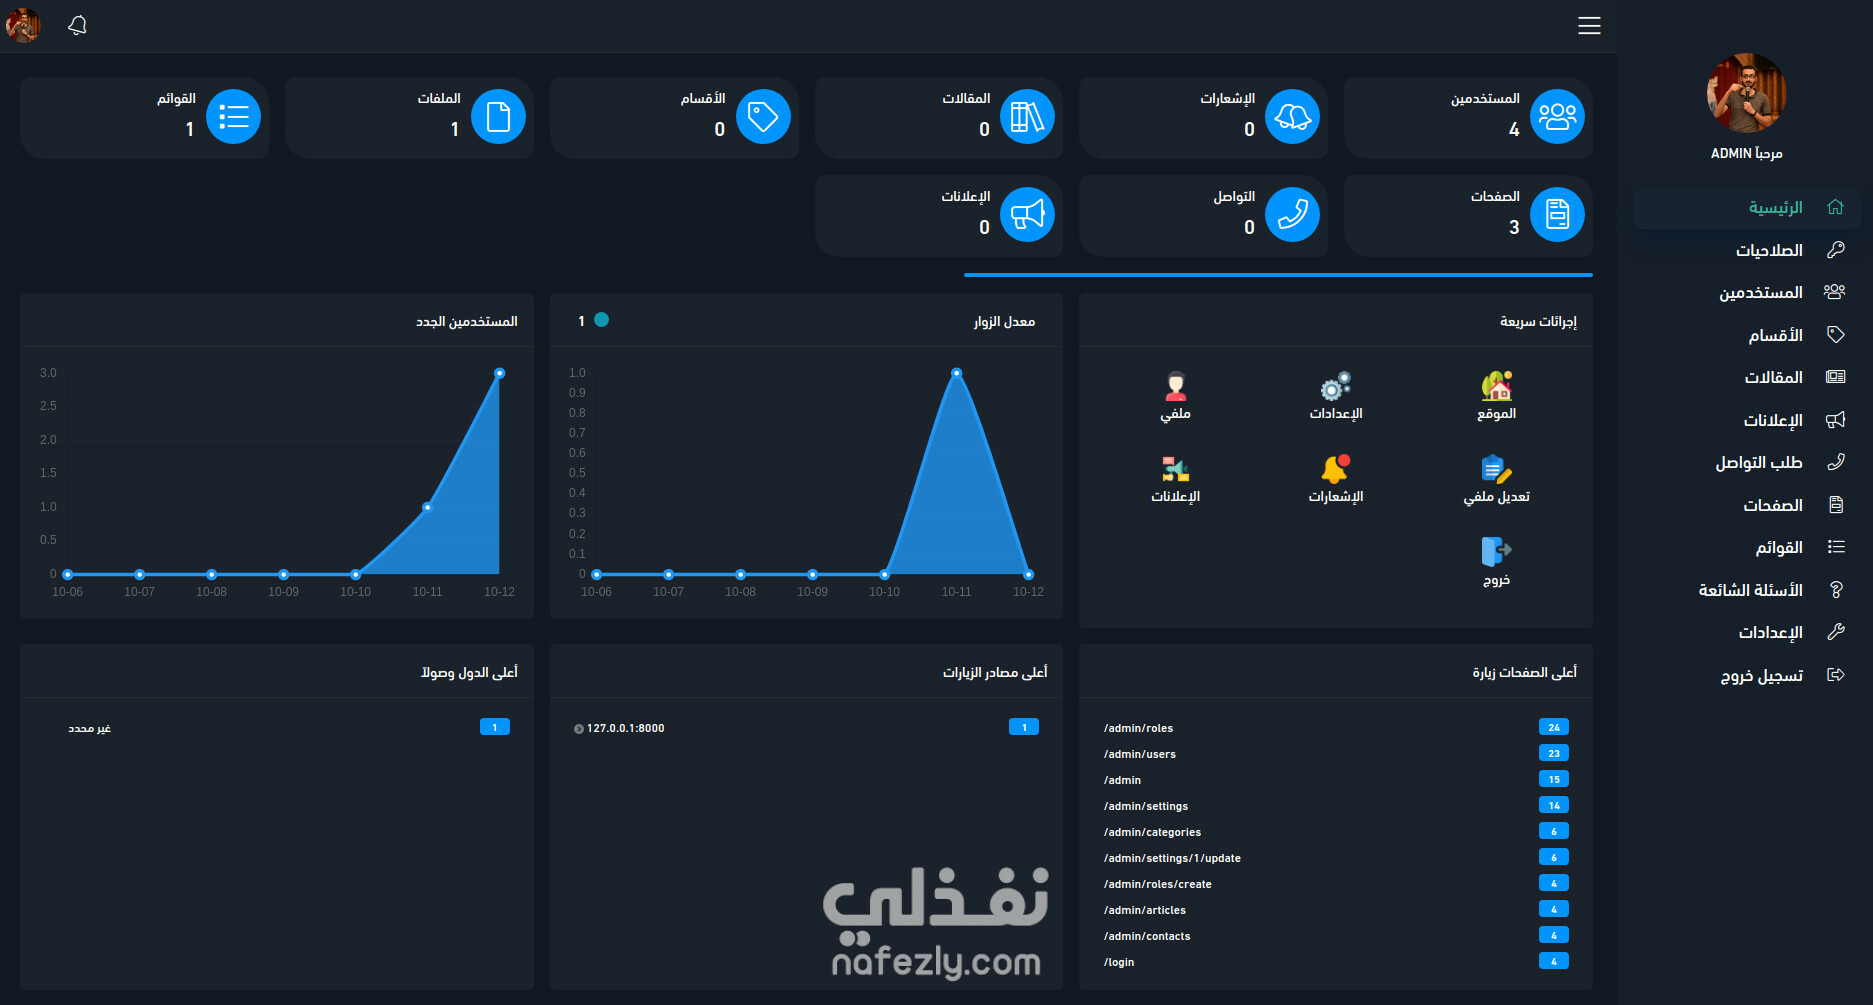 مرحباً ADMIN
الرئيسية
الصلاحيات
المستخدمين
الأقسام
المقالات
الإعلانات
طلب التواصل
الصفحات
القوائم
الأسئلة الشائعة
الإعدادات
تسجيل خروج
المستخدمين
4
الإشعارات
0
المقالات
0
الأقسام
0
الملفات
1
القوائم
1
الصفحات
3
التواصل
0
الإعلانات
0
إجرائات سريعة
الموقع
الإعدادات
ملفي
تعديل ملفي
الإشعارات
الإعلانات
خروج
معدل الزوار
1
1.0
0.9
0.8
0.7
0.6
0.5
0.4
0.3
0.2
0.1
0
10-06 10-07 10-08 10-09 10-10 10-11 10-12
المستخدمين الجدد
3.0
2.5
2.0
1.5
1.0
0.5
0
10-06 10-07 10-08 10-09 10-10 10-11 10-12
أعلى الصفحات زيارة
/admin/roles 24
/admin/users 23
/admin 15
/admin/settings 14
/admin/categories 6
/admin/settings/1/update 6
/admin/roles/create 4
/admin/articles 4
/admin/contacts 4
/login 4
أعلى مصادر الزيارات
127.0.0.1:8000 1
أعلى الدول وصولاً
1 غير محدد
نفذلي
nafezly.com